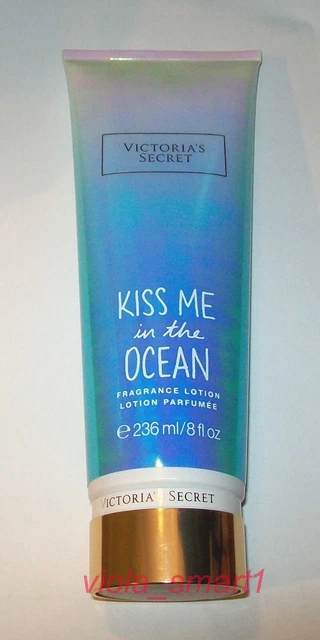 VICTORIA'S
SECRET
KISS ME
in the
OCEAN
FRAGRANCE LOTION
LOTION PARFUMÉE
℮ 236 ml/8 fl oz
VICTORIA'S SECRET
viola_smart1